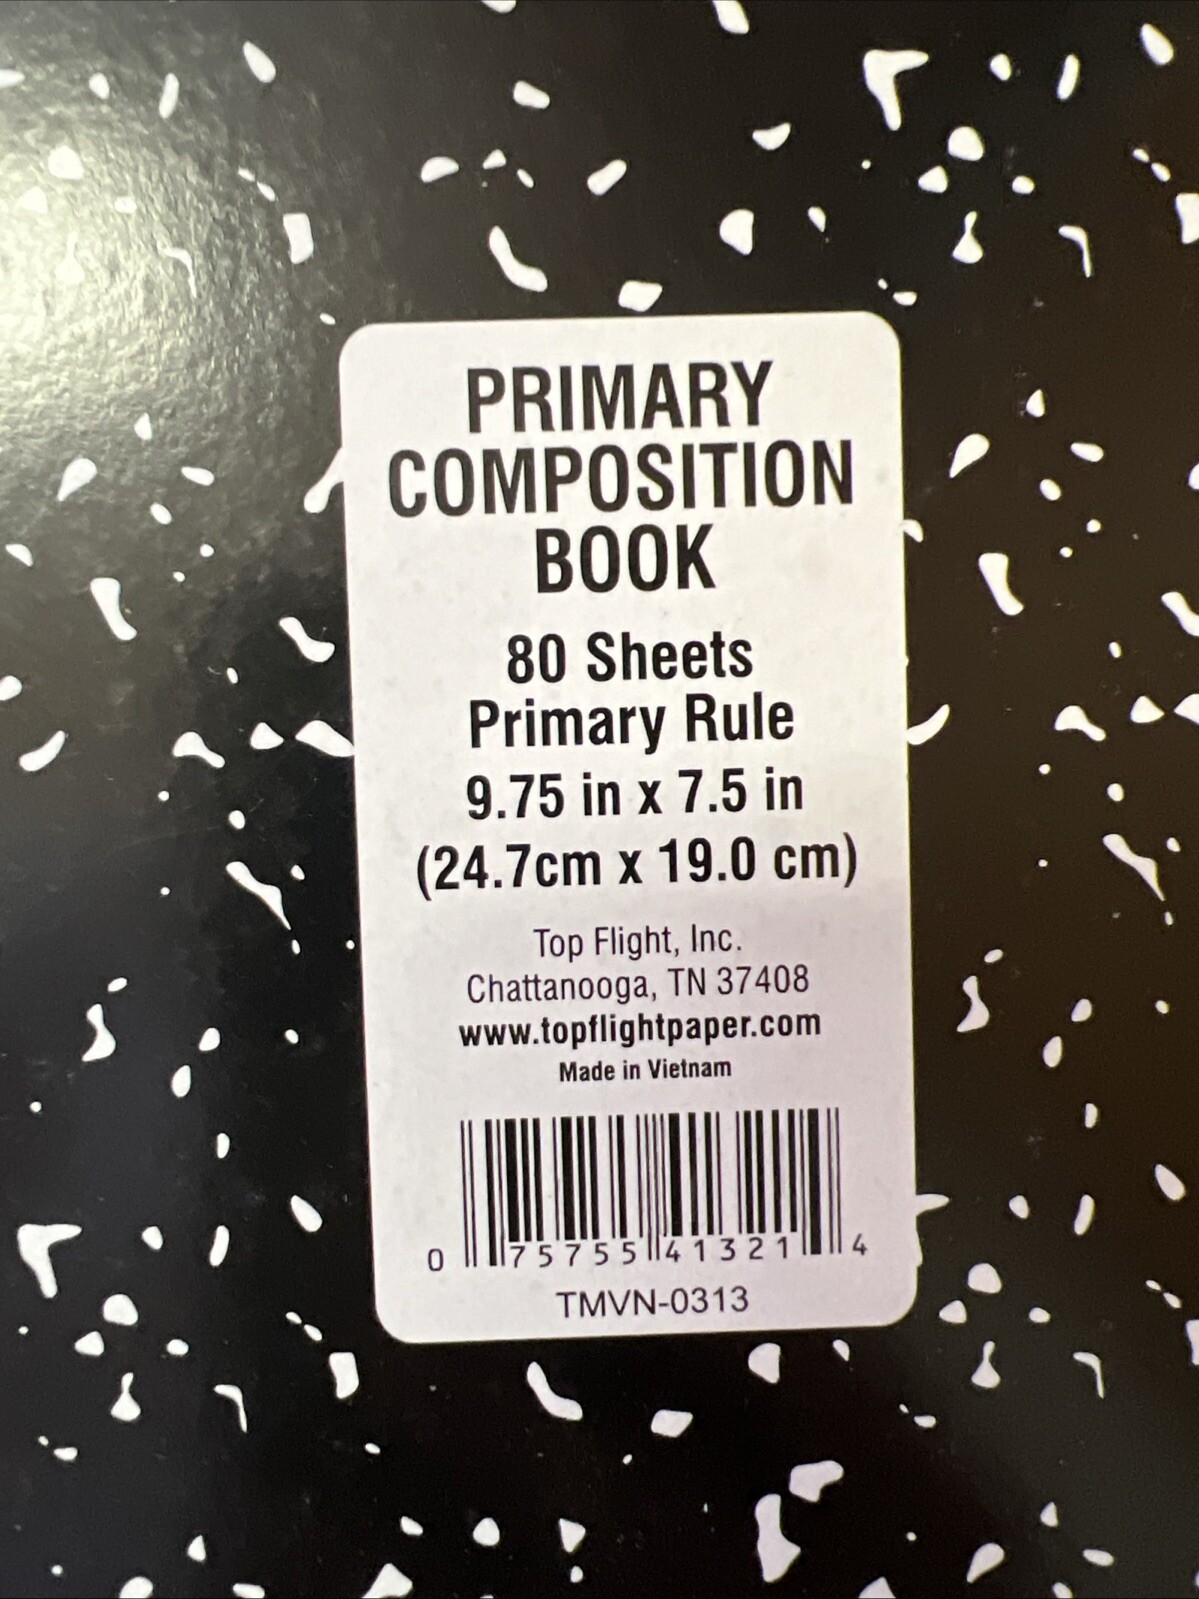 PRIMARY
COMPOSITION
BOOK
80 Sheets
Primary Rule
9.75 in x 7.5 in
(24.7cm x 19.0 cm)
Top Flight, Inc.
Chattanooga, TN 37408
www.topflightpaper.com
Made in Vietnam
0 75755 41321 4
TMVN-0313